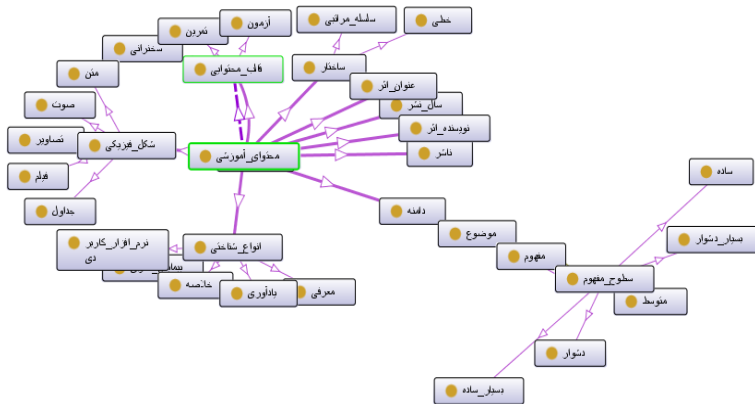 آزمون
تمرین
سخنرانی
قالب_محتوایی
سلسله_مراتبی
خطی
ساختار
عنوان_اثر
سال_نشر
نویسنده_اثر
ناشر
متن
صوت
تصاویر
فیلم
جداول
شکل_فیزیکی
محتوای_آموزشی
دامنه
موضوع
مفهوم
سطوح_مفهوم
ساده
بسیار_دشوار
متوسط
دشوار
بسیار_ساده
انواع_شناختی
نرم_افزار_کاربر
دی
خلاصه
یادآوری
معرفی